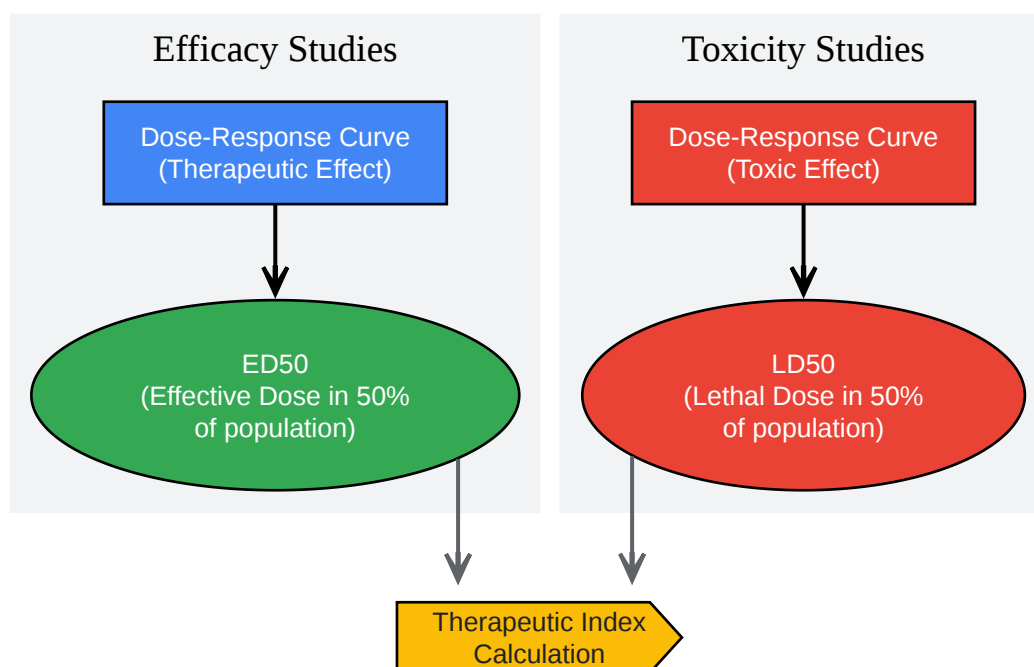 Efficacy Studies
Dose-Response Curve
(Therapeutic Effect)
ED50
(Effective Dose in 50%
of population)
Toxicity Studies
Dose-Response Curve
(Toxic Effect)
LD50
(Lethal Dose in 50%
of population)
Therapeutic Index
Calculation